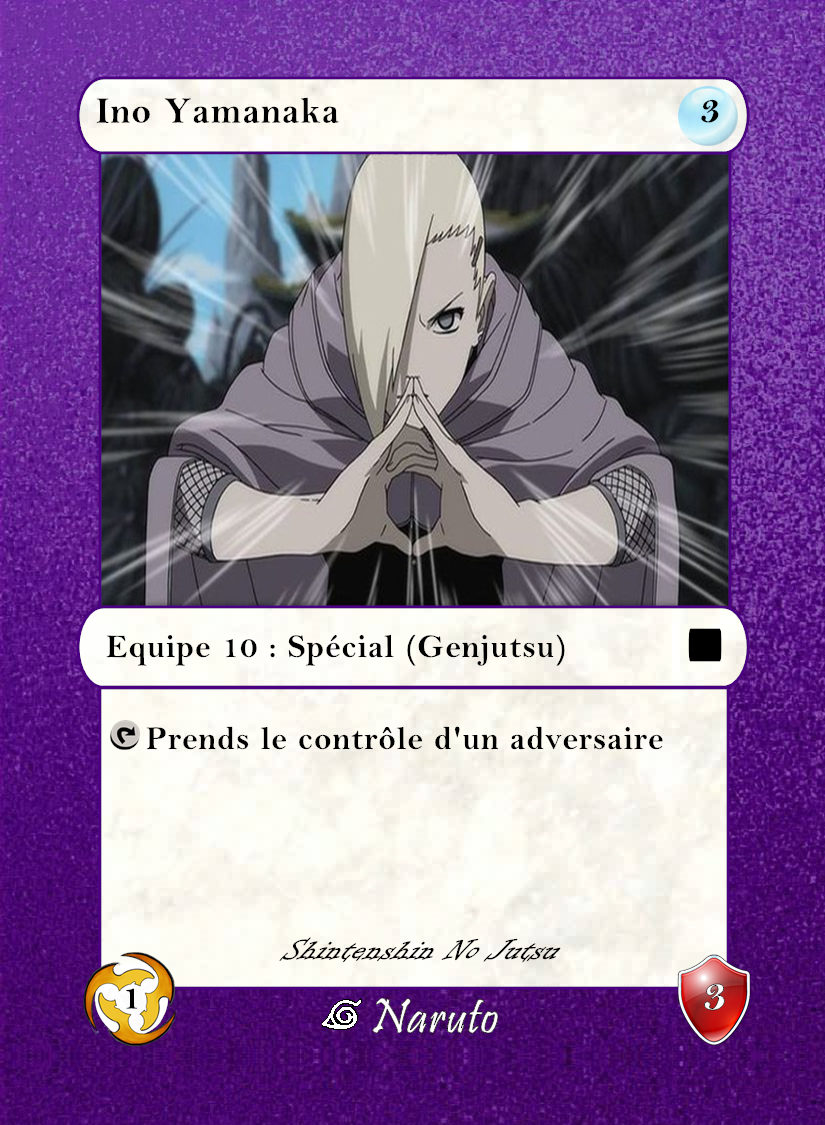 Ino Yamanaka
3
Equipe 10 : Spécial (Genjutsu)
Prends le contrôle d'un adversaire
Shintenshin No Jutsu
1
3
Naruto